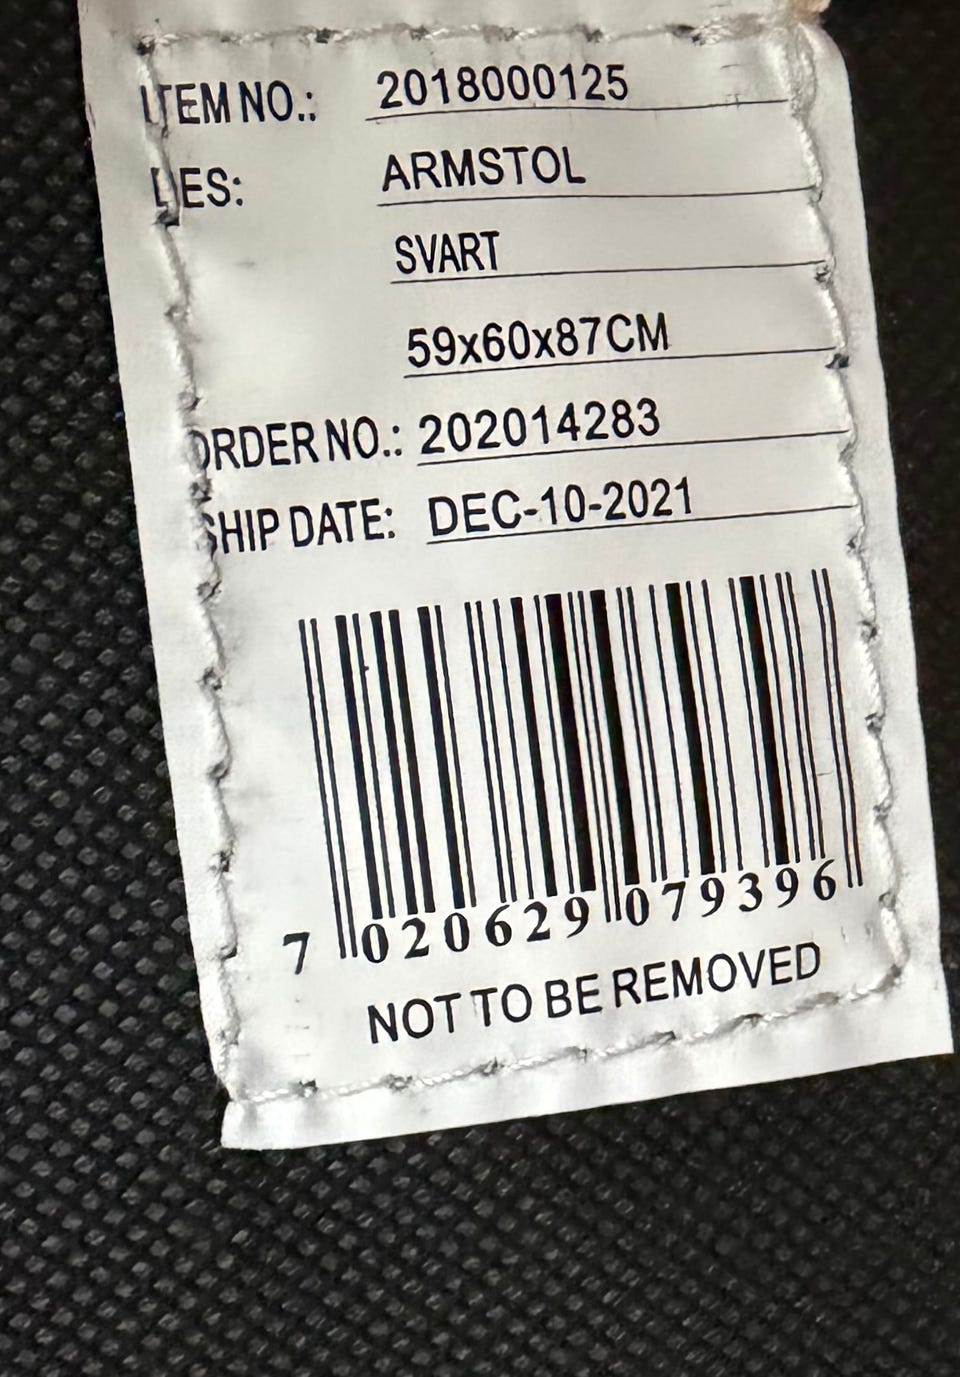 ITEM NO.: 2018000125
DES: ARMSTOL
SVART
59x60x87CM
ORDER NO.: 202014283
SHIP DATE: DEC-10-2021
7 020629 079396
NOT TO BE REMOVED